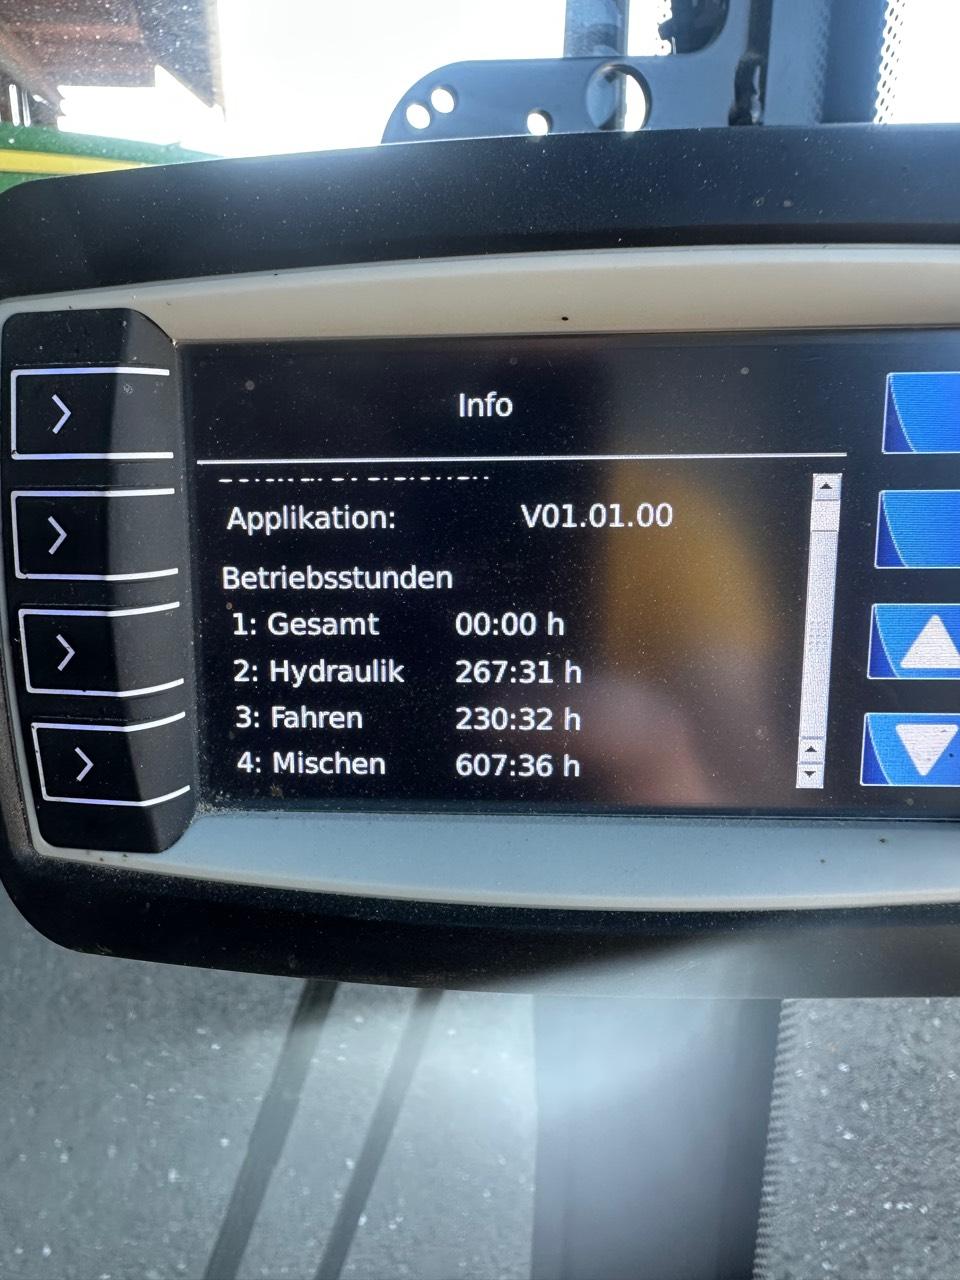 Info
Applikation: V01.01.00
Betriebsstunden
1: Gesamt 00:00 h
2: Hydraulik 267:31 h
3: Fahren 230:32 h
4: Mischen 607:36 h